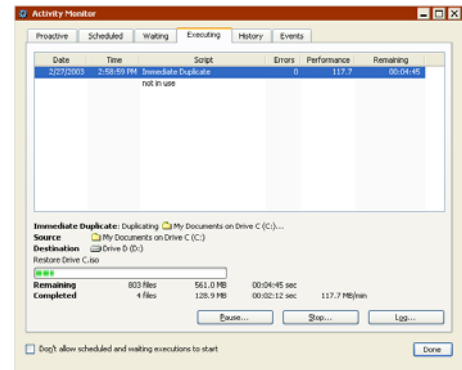 Activity Monitor
Proactive Scheduled Waiting Executing History Events
Date Time Script Errors Performance Remaining
2/27/2003 2:58:59 PM Immediate Duplicate 0 117.7 00:04:45
not in use
Immediate Duplicate: Duplicating My Documents on Drive C (C:)...
Source My Documents on Drive C (C:)
Destination Drive D (D:)
Restore Drive C.iso
Remaining 803 files 561.0 MB 00:04:45 sec
Completed 4 files 128.9 MB 00:02:12 sec 117.7 MB/min
Pause... Stop... Log...
Don't allow scheduled and waiting executions to start
Done